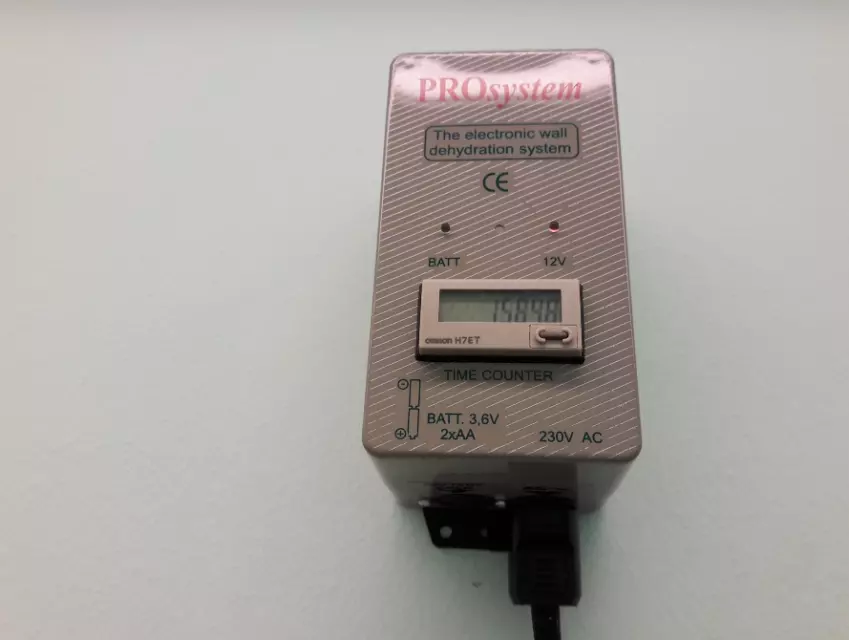 PROsystem
The electronic wall
dehydration system
CE
BATT 12V
15898
omron H7ET
TIME COUNTER
BATT. 3,6V
2xAA 230V AC